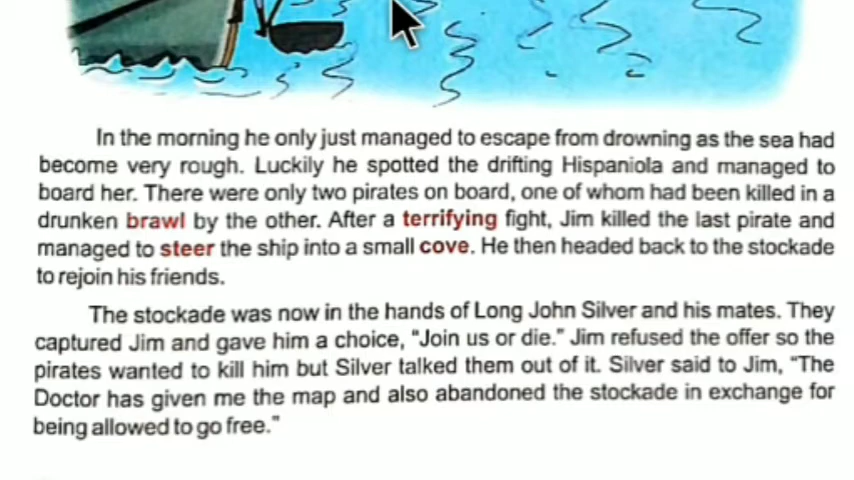 In the morning he only just managed to escape from drowning as the sea had
become very rough. Luckily he spotted the drifting Hispaniola and managed to
board her. There were only two pirates on board, one of whom had been killed in a
drunken brawl by the other. After a terrifying fight, Jim killed the last pirate and
managed to steer the ship into a small cove. He then headed back to the stockade
to rejoin his friends.
The stockade was now in the hands of Long John Silver and his mates. They
captured Jim and gave him a choice, “Join us or die.” Jim refused the offer so the
pirates wanted to kill him but Silver talked them out of it. Silver said to Jim, “The
Doctor has given me the map and also abandoned the stockade in exchange for
being allowed to go free.”